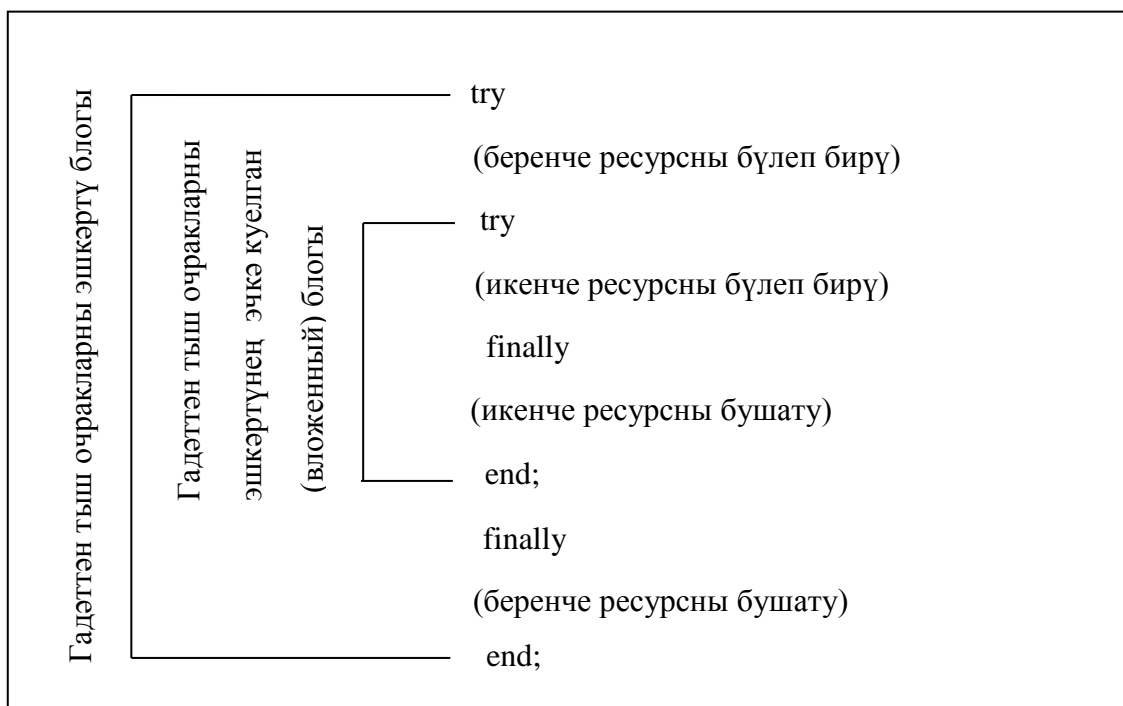 Гадәттән тыш очракларны эшкәртү блогы
Гадәттән тыш очракларны
эшкәртүнең эчкә куелган
(вложенный) блогы
try
(беренче ресурсны бүлеп бирү)
try
(икенче ресурсны бүлеп бирү)
finally
(икенче ресурсны бушату)
end;
finally
(беренче ресурсны бушату)
end;